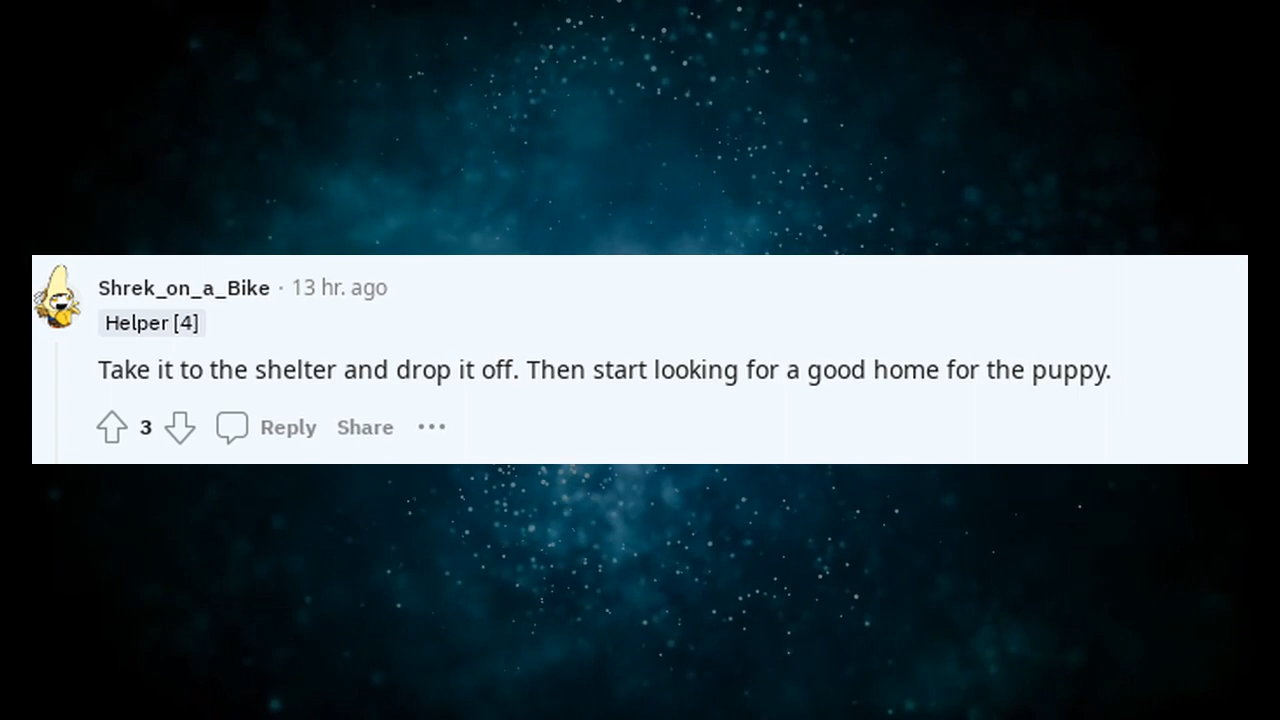 Shrek_on_a_Bike · 13 hr. ago
Helper [4]
Take it to the shelter and drop it off. Then start looking for a good home for the puppy.
3 Reply Share •••